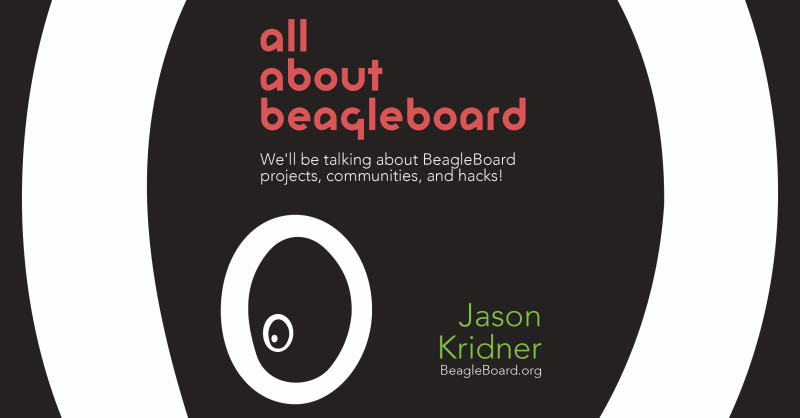 all
about
beagleboard
We'll be talking about BeagleBoard
projects, communities, and hacks!
Jason
Kridner
BeagleBoard.org